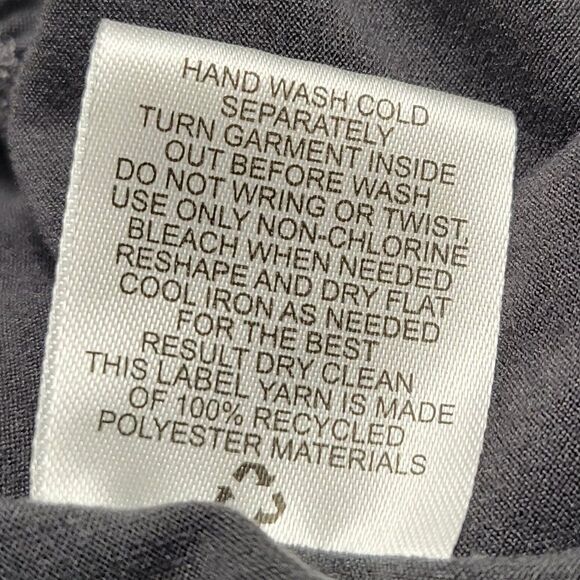 HAND WASH COLD
SEPARATELY
TURN GARMENT INSIDE
OUT BEFORE WASH
DO NOT WRING OR TWIST,
USE ONLY NON-CHLORINE
BLEACH WHEN NEEDED
RESHAPE AND DRY FLAT
COOL IRON AS NEEDED
FOR THE BEST
RESULT DRY CLEAN
THIS LABEL YARN IS MADE
OF 100% RECYCLED
POLYESTER MATERIALS